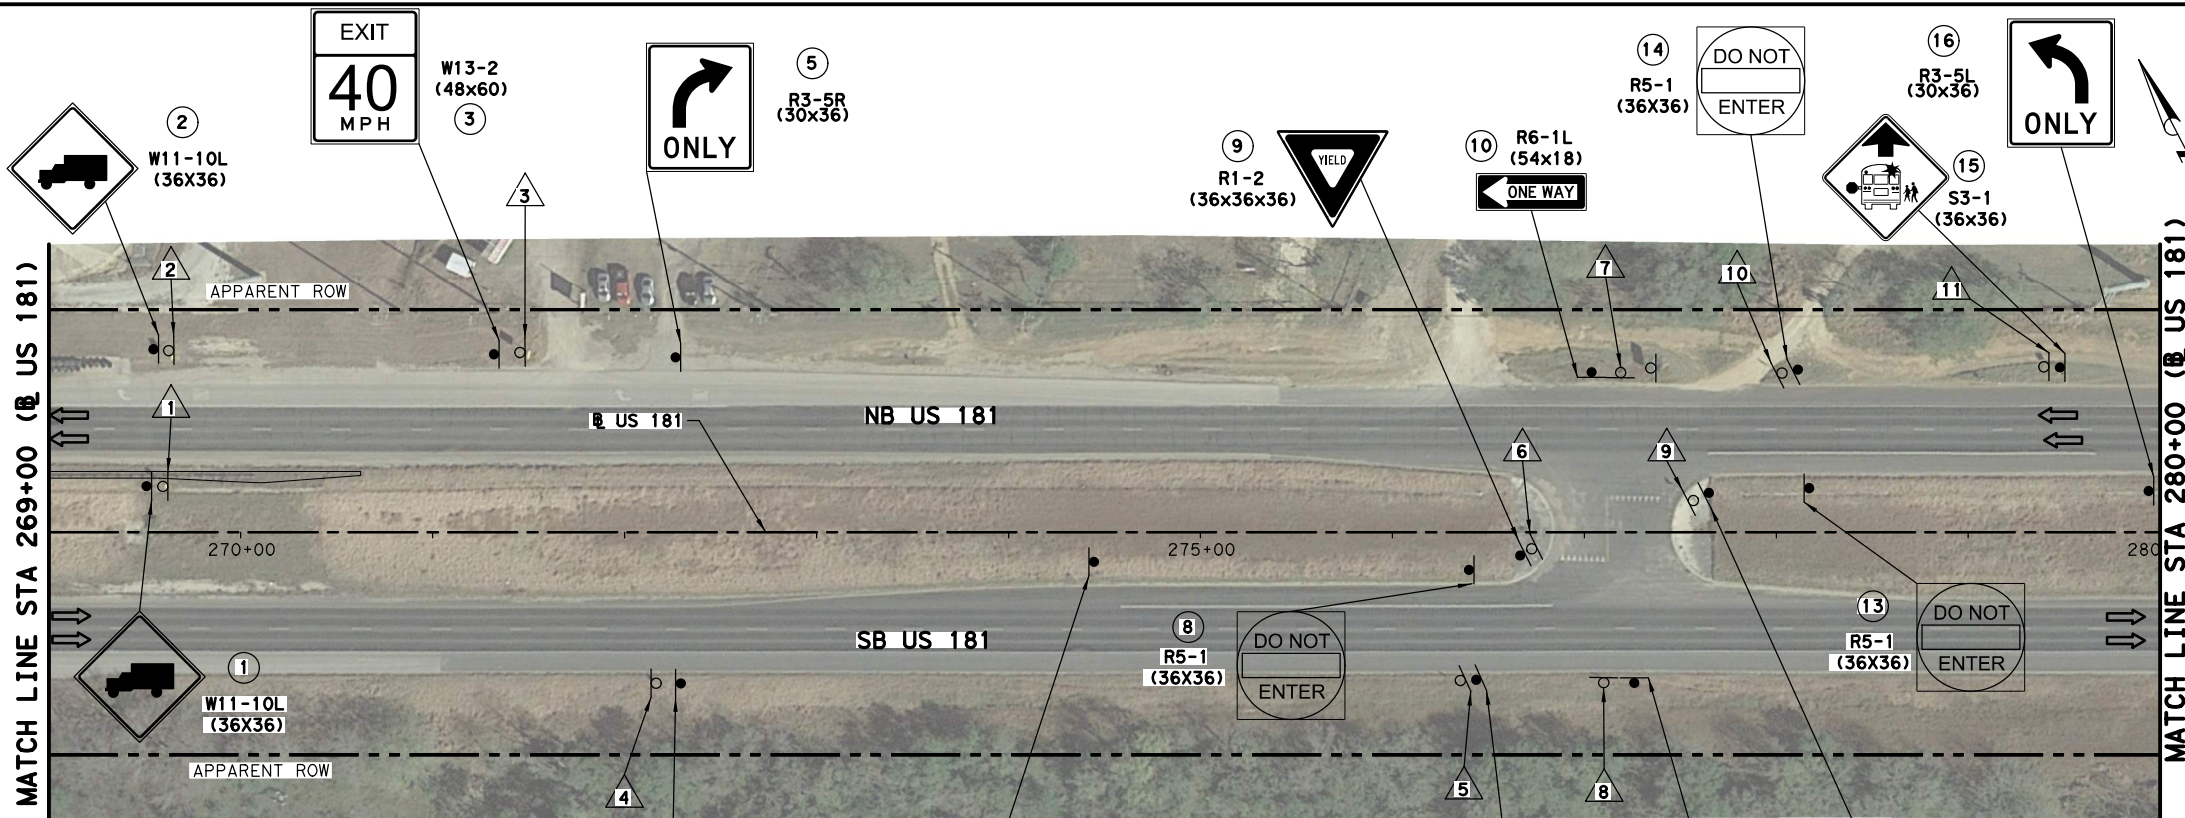 EXIT
40
MPH
W13-2
(48x60)
3
2
W11-10L
(36X36)
ONLY
5
R3-5R
(30x36)
9
R1-2
(36x36x36)
YIELD
10
R6-1L
(54x18)
ONE WAY
14
R5-1
(36X36)
DO NOT
ENTER
16
R3-5L
(30x36)
ONLY
15
S3-1
(36x36)
2
3
7
10
11
APPARENT ROW
1
BL US 181
NB US 181
6
9
270+00
275+00
280
SB US 181
1
W11-10L
(36X36)
8
R5-1
(36X36)
DO NOT
ENTER
13
R5-1
(36X36)
DO NOT
ENTER
APPARENT ROW
4
5
8
MATCH LINE STA 269+00 (BL US 181)
MATCH LINE STA 280+00 (BL US 181)